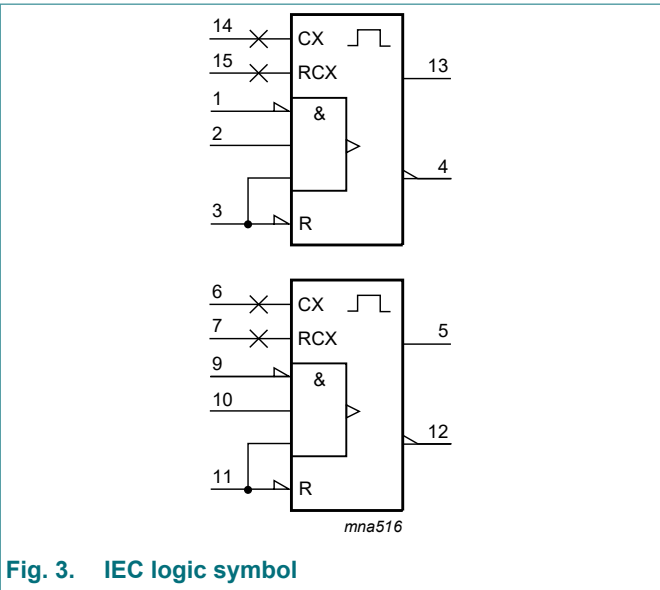 14 CX
15 RCX 13
1 &
2
4
3 R
6 CX
7 RCX 5
9 &
10
12
11 R
mna516
Fig. 3. IEC logic symbol